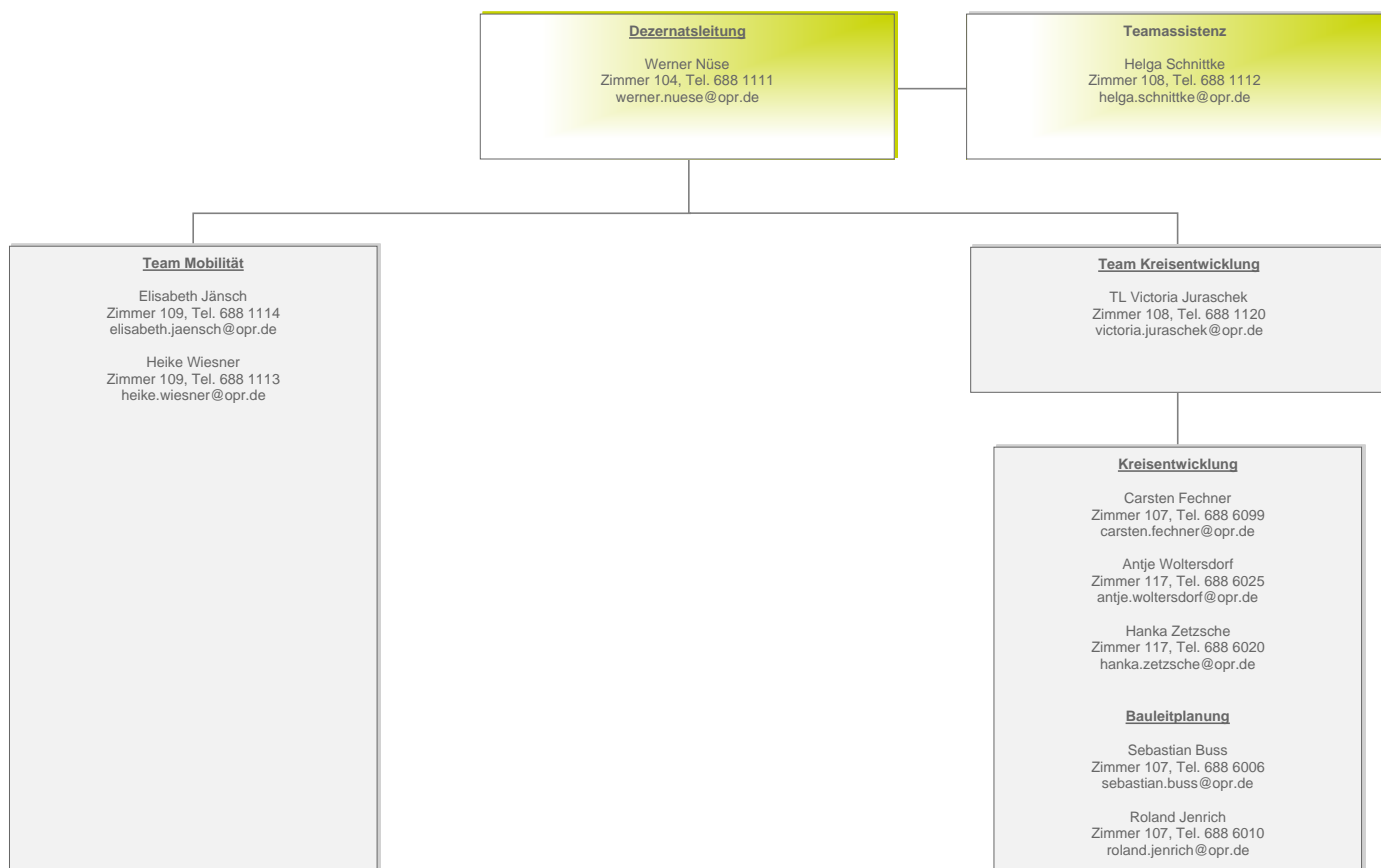 Dezernatsleitung
Werner Nüse
Zimmer 104, Tel. 688 1111
werner.nuese@opr.de
Teamassistenz
Helga Schnittke
Zimmer 108, Tel. 688 1112
helga.schnittke@opr.de
Team Mobilität
Elisabeth Jänsch
Zimmer 109, Tel. 688 1114
elisabeth.jaensch@opr.de
Heike Wiesner
Zimmer 109, Tel. 688 1113
heike.wiesner@opr.de
Team Kreisentwicklung
TL Victoria Juraschek
Zimmer 108, Tel. 688 1120
victoria.juraschek@opr.de
Kreisentwicklung
Carsten Fechner
Zimmer 107, Tel. 688 6099
carsten.fechner@opr.de
Antje Woltersdorf
Zimmer 117, Tel. 688 6025
antje.woltersdorf@opr.de
Hanka Zetzsche
Zimmer 117, Tel. 688 6020
hanka.zetzsche@opr.de
Bauleitplanung
Sebastian Buss
Zimmer 107, Tel. 688 6006
sebastian.buss@opr.de
Roland Jenrich
Zimmer 107, Tel. 688 6010
roland.jenrich@opr.de